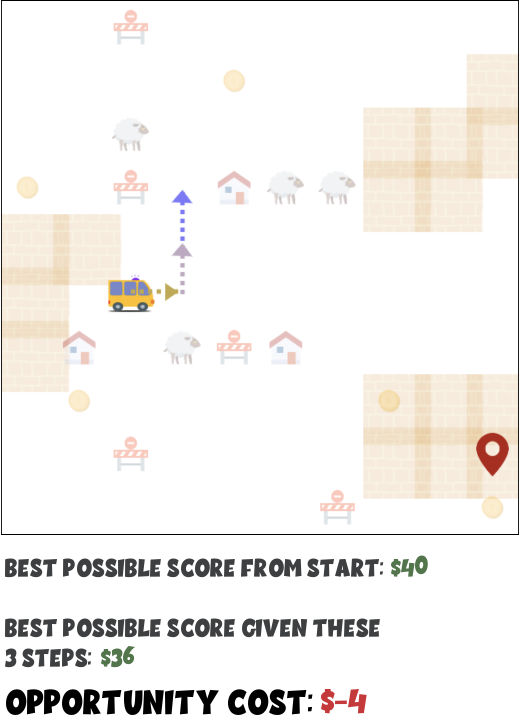 BEST POSSIBLE SCORE FROM START: $40
BEST POSSIBLE SCORE GIVEN THESE
3 STEPS: $36
OPPORTUNITY COST: $-4